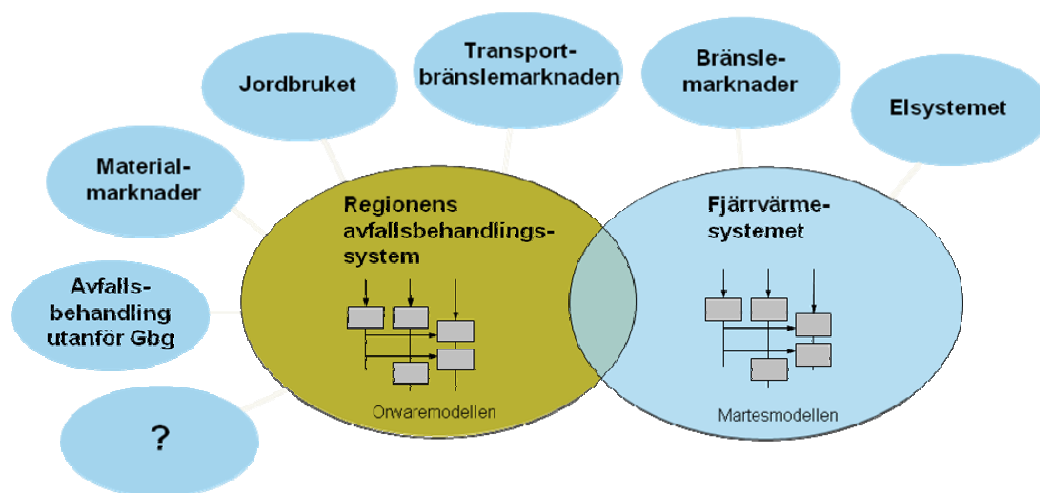 Transport-
bränslemarknaden
Bränsle-
marknader
Jordbruket
Elsystemet
Material-
marknader
Regionens
avfallsbehandlings-
system
Fjärrvärme-
systemet
Avfalls-
behandling
utanför Gbg
?
Orwaremodellen
Martesmodellen